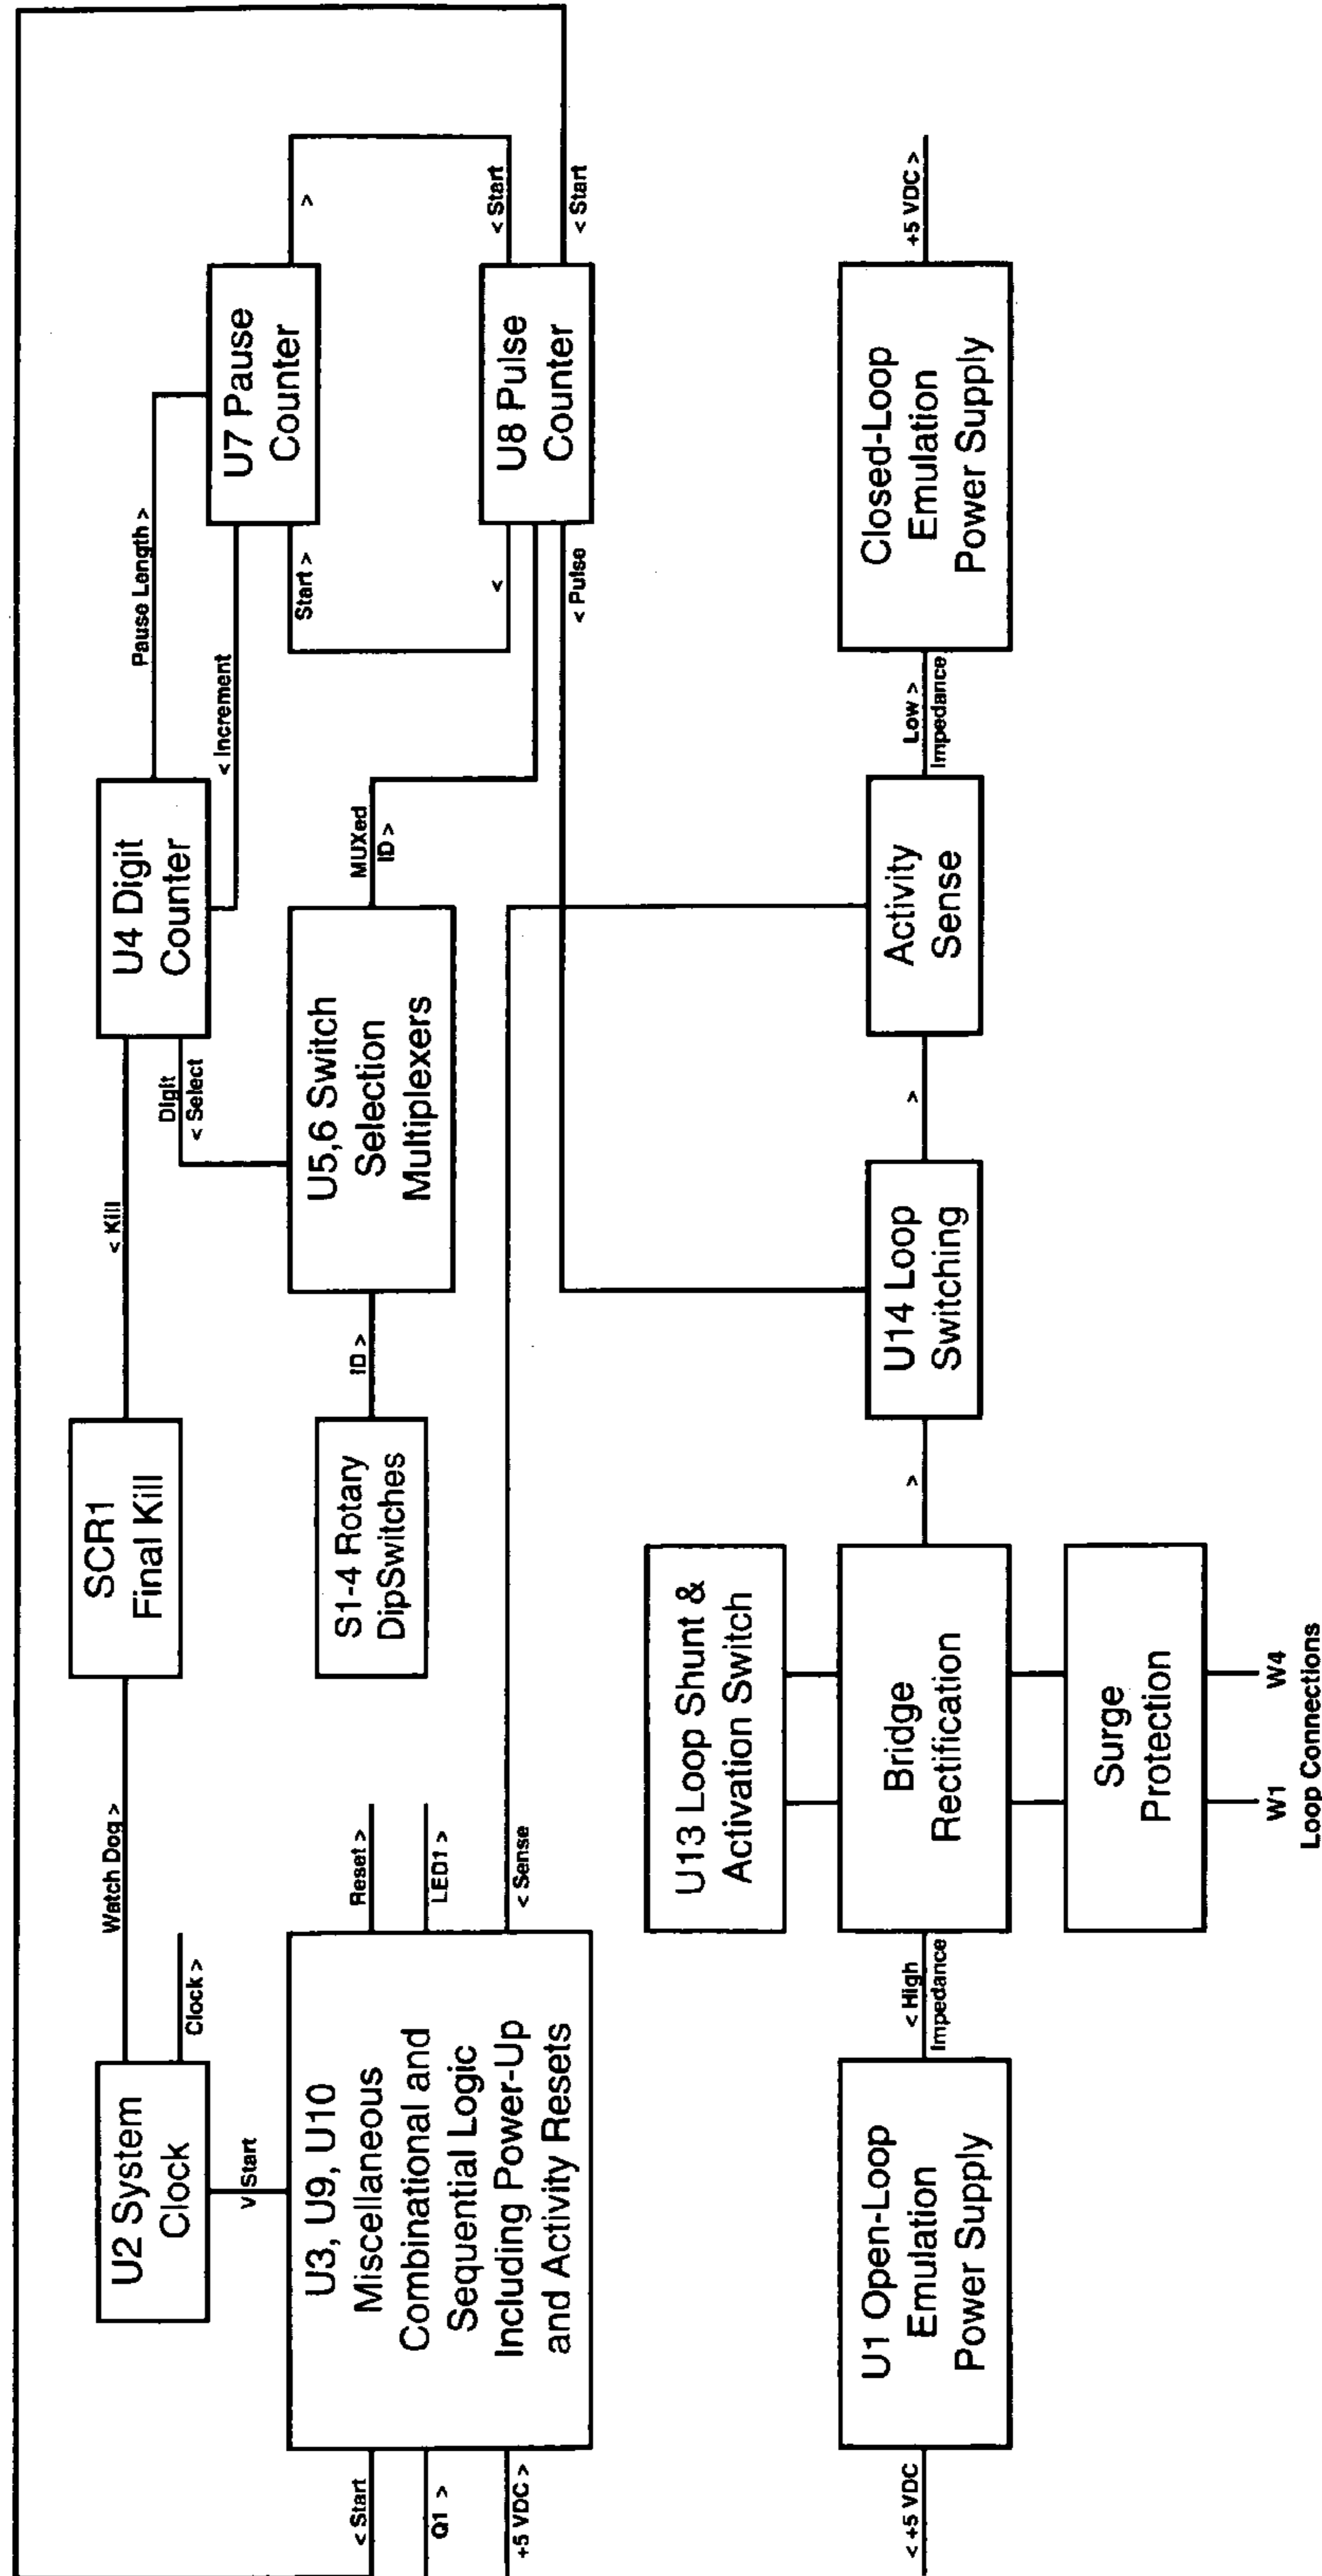 < Start
Q1 >
+5 VDC >
U2 System
Clock
v Start
Clock >
Watch Dog >
U3, U9, U10
Miscellaneous
Combinational and
Sequential Logic
Including Power-Up
and Activity Resets
Reset >
LED1 >
< Sense
SCR1
Final Kill
< Kill
S1-4 Rotary
DipSwitches
ID >
U4 Digit
Counter
Digit
< Select
U5,6 Switch
Selection
Multiplexers
MUXed
ID >
Pause Length >
< Increment
U7 Pause
Counter
>
Start >
<
< Pulse
U8 Pulse
Counter
< Start
< Start
< +5 VDC
U1 Open-Loop
Emulation
Power Supply
< High
Impedance
U13 Loop Shunt &
Activation Switch
Bridge
Rectification
Surge
Protection
W1
W4
Loop Connections
>
U14 Loop
Switching
>
Activity
Sense
Low >
Impedance
Closed-Loop
Emulation
Power Supply
+5 VDC >